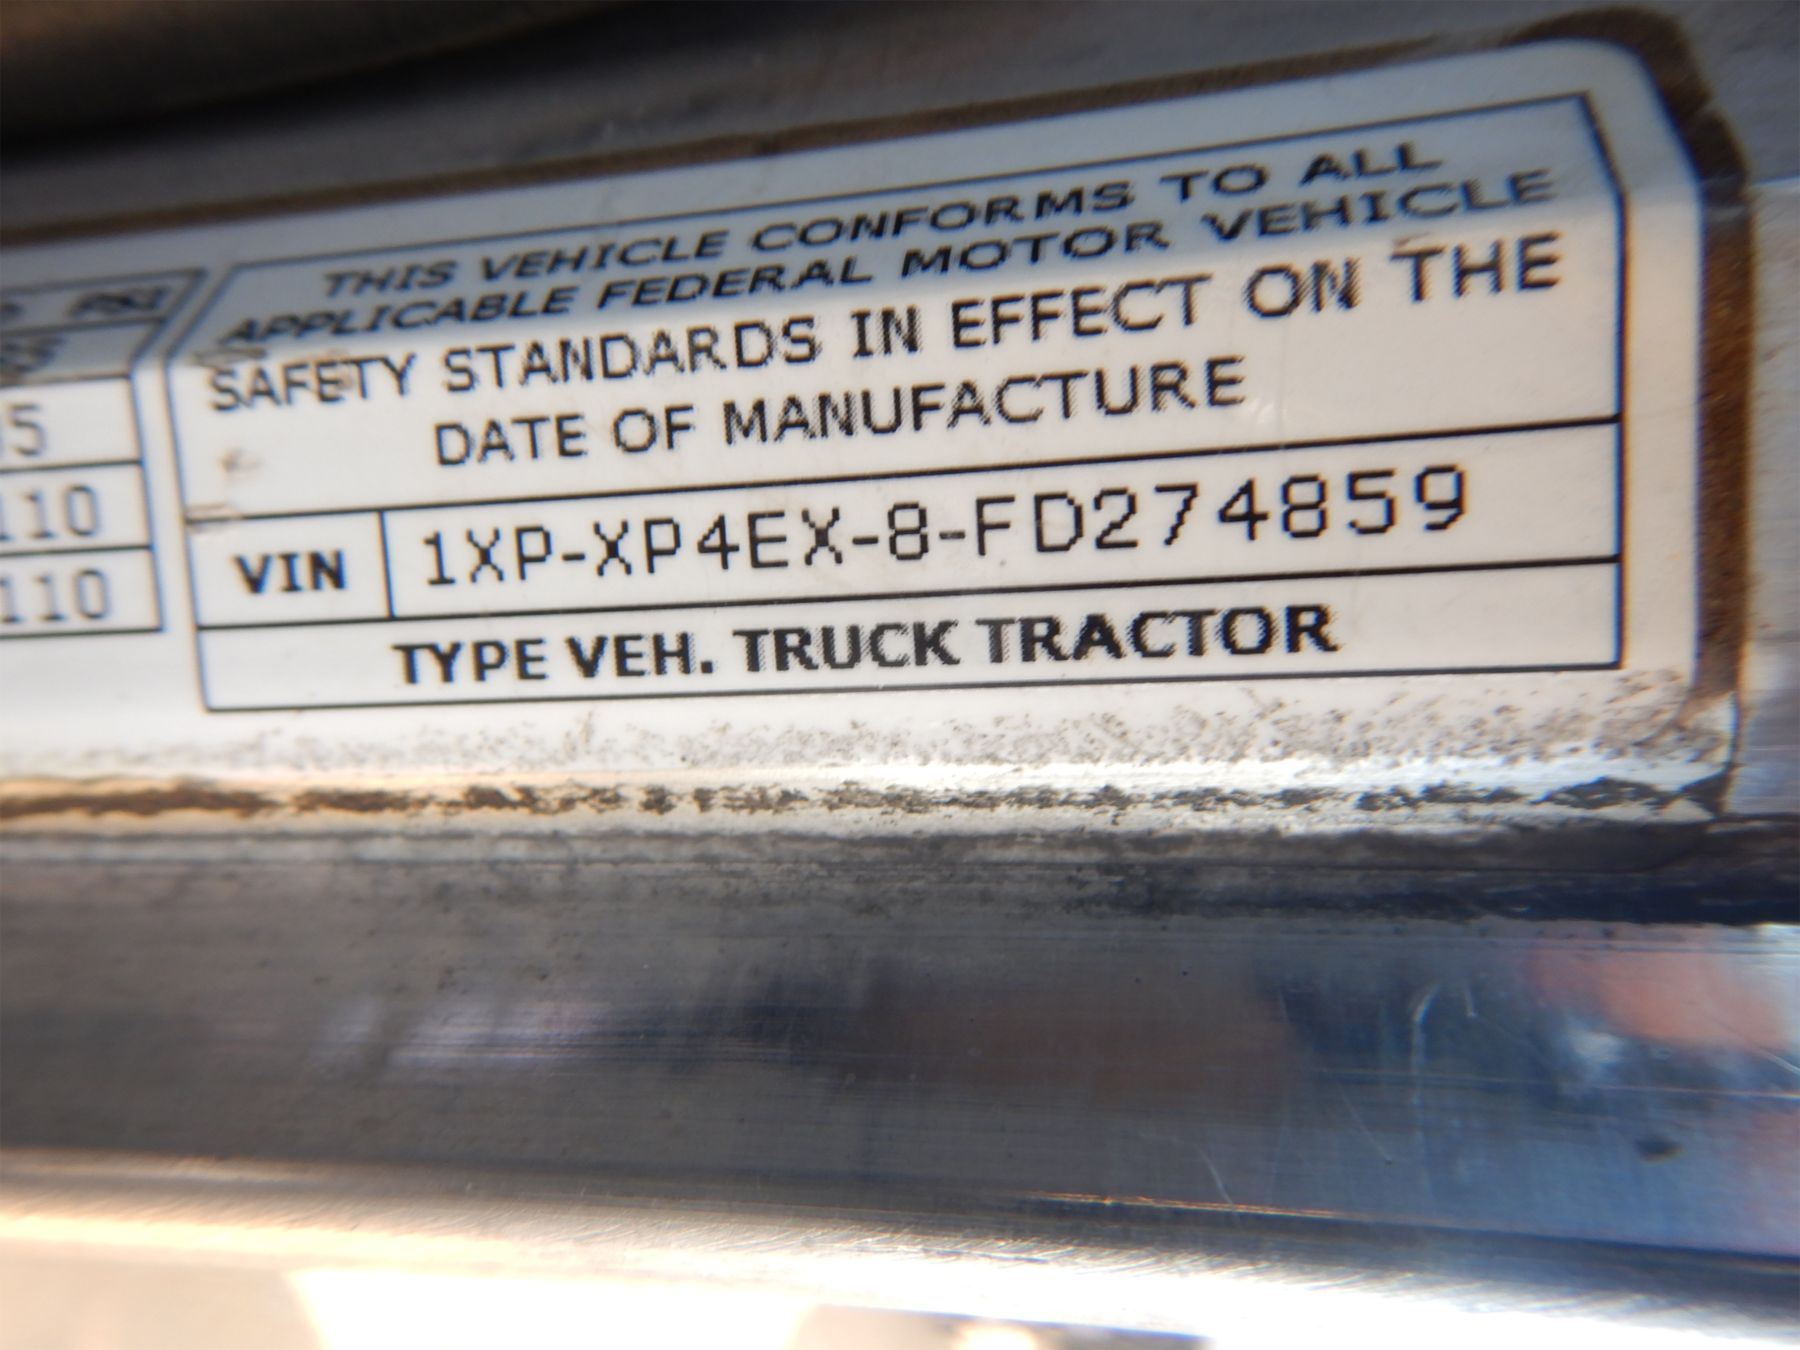 PSI
THIS VEHICLE CONFORMS TO ALL
APPLICABLE FEDERAL MOTOR VEHICLE
SAFETY STANDARDS IN EFFECT ON THE
DATE OF MANUFACTURE
VIN 1XP-XP4EX-8-FD274859
TYPE VEH. TRUCK TRACTOR
110
110